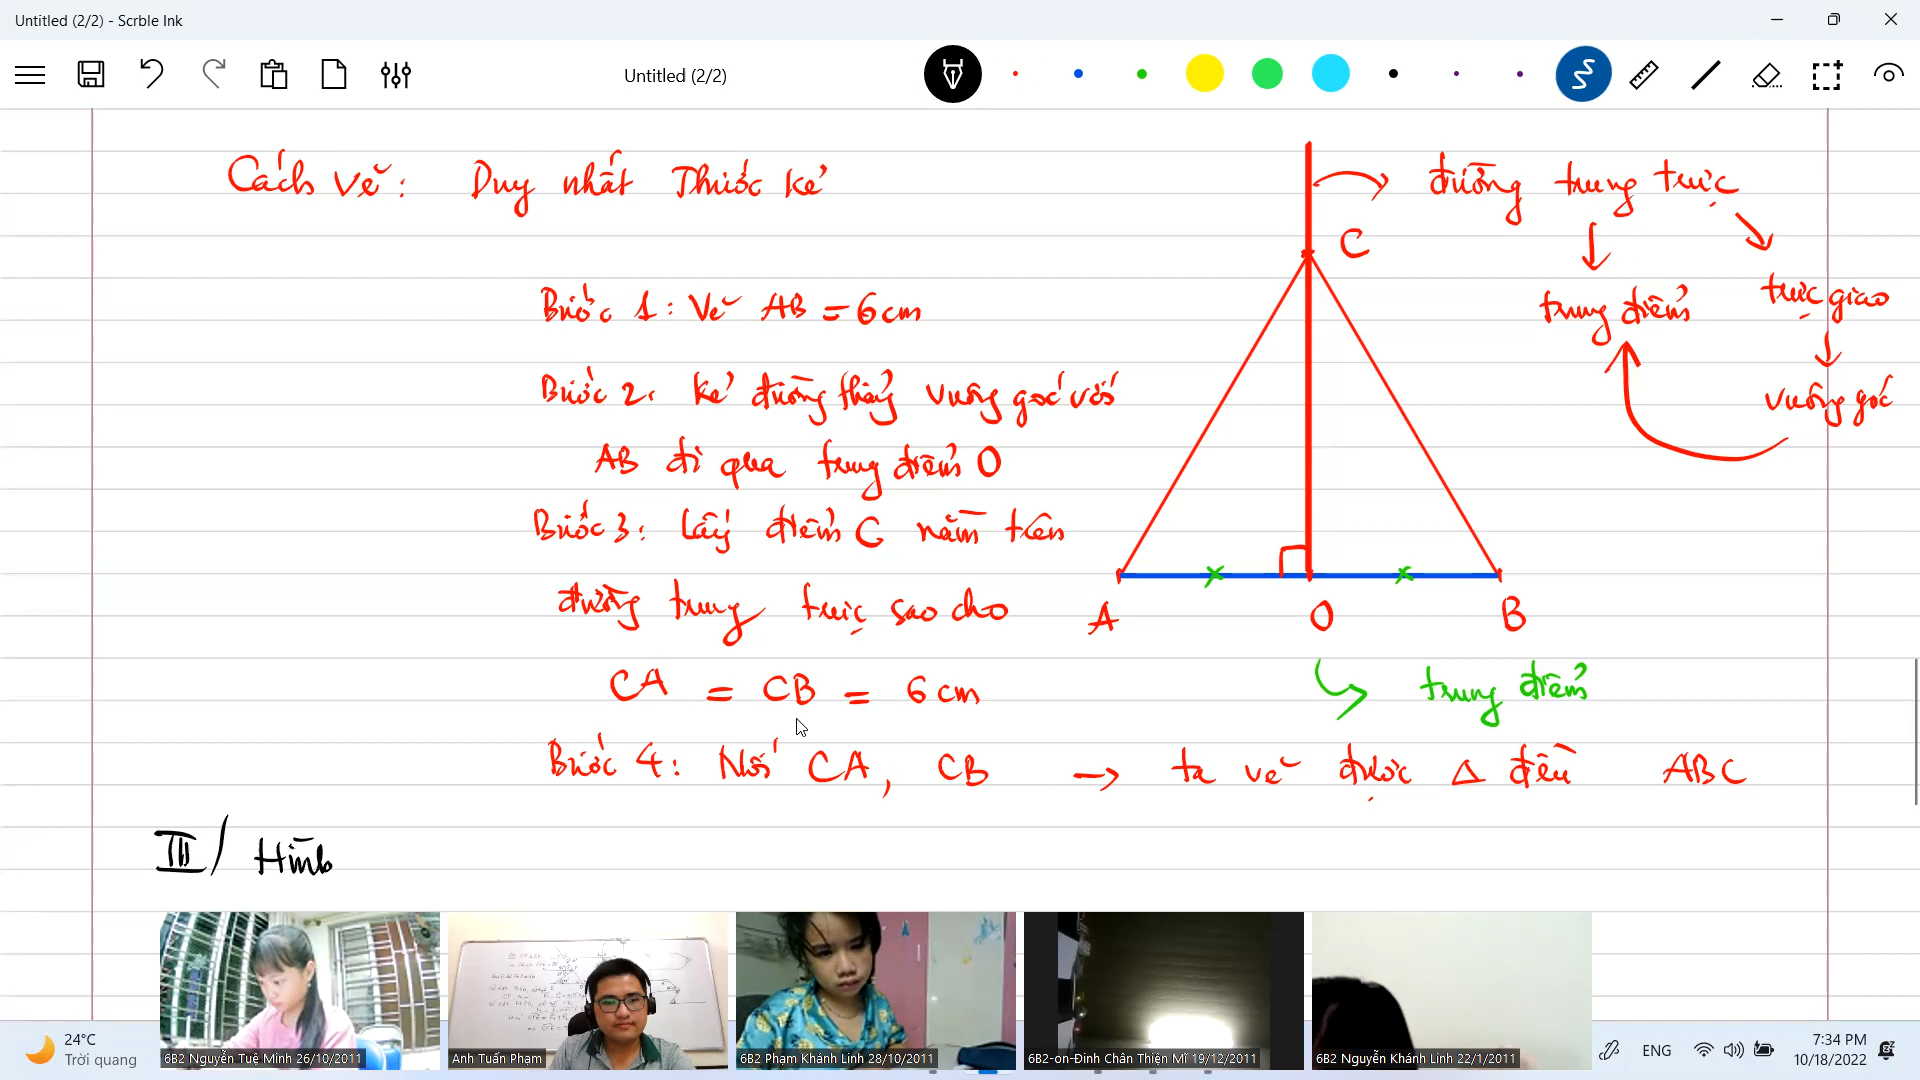 Untitled (2/2) - Scrble Ink
Untitled (2/2)
Cách vẽ: Duy nhất Thước kẻ
Bước 1: Vẽ AB = 6cm
Bước 2: Kẻ đường thẳng vuông góc với
AB đi qua trung điểm O
Bước 3: Lấy điểm C nằm trên
đường trung trực sao cho
CA = CB = 6cm
Bước 4: Nối CA, CB → ta vẽ được Δ đều ABC
đường trung trực
C
trung điểm
trực giao
vuông góc
A
O
B
trung điểm
III/ Hình
6B2 Nguyễn Tuệ Minh 26/10/2011
Anh Tuấn Phạm
6B2 Phạm Khánh Linh 28/10/2011
6B2-on-Đinh Chân Thiện Mĩ 19/12/2011
6B2 Nguyễn Khánh Linh 22/1/2011
24°C
Trời quang
ENG
7:34 PM
10/18/2022